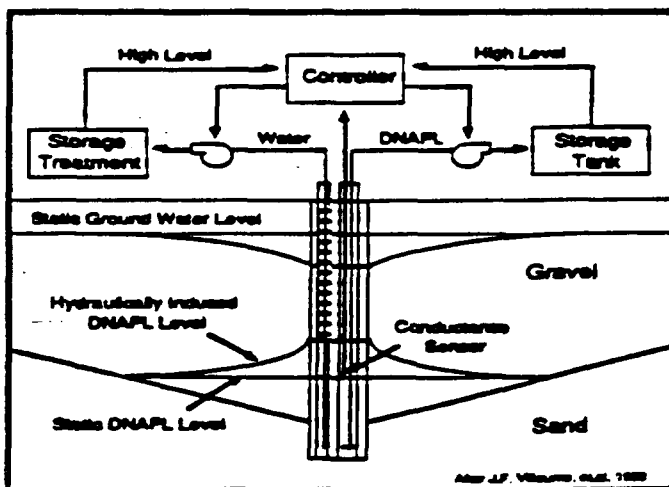 High Level
High Level
Controller
Water
DNAPL
Storage
Treatment
Storage
Tank
Static Ground Water Level
Gravel
Hydraulically Induced
DNAPL Level
Conductance
Sensor
Static DNAPL Level
Sand
After J.F.